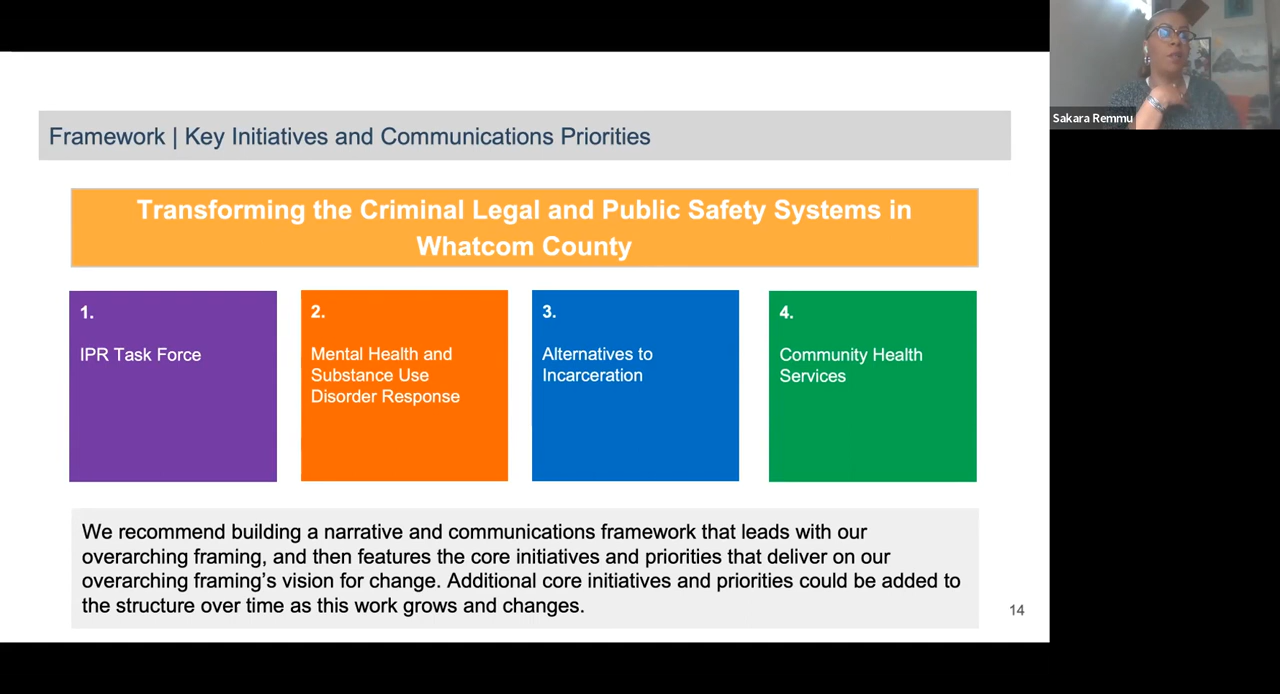 Framework | Key Initiatives and Communications Priorities
Transforming the Criminal Legal and Public Safety Systems in
Whatcom County
1.
IPR Task Force
2.
Mental Health and
Substance Use
Disorder Response
3.
Alternatives to
Incarceration
4.
Community Health
Services
We recommend building a narrative and communications framework that leads with our
overarching framing, and then features the core initiatives and priorities that deliver on our
overarching framing’s vision for change. Additional core initiatives and priorities could be added to
the structure over time as this work grows and changes.
14
Sakara Remmu